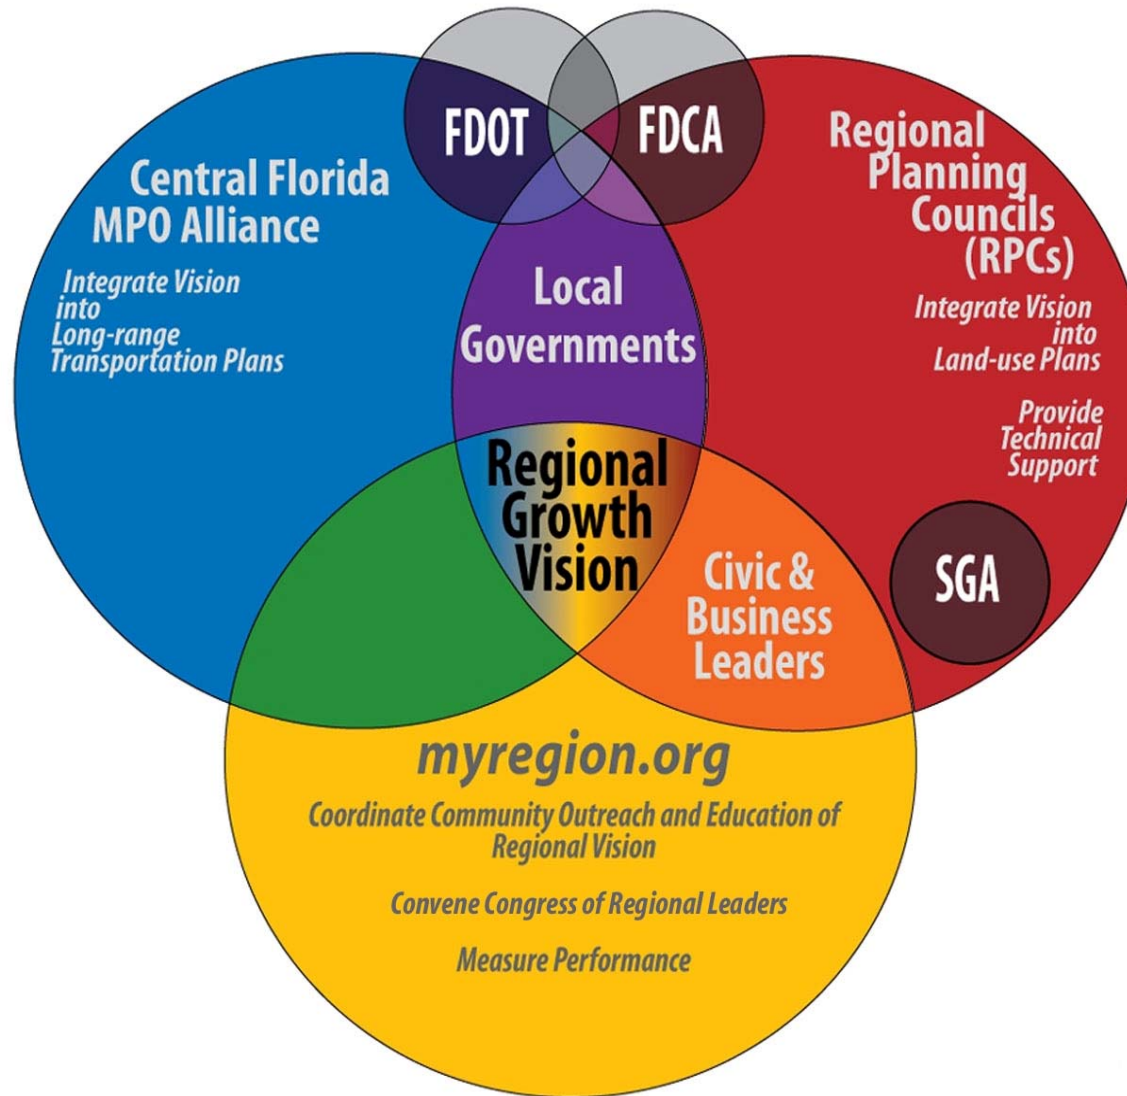 FDOT
FDCA
Central Florida
MPO Alliance
Integrate Vision
into
Long-range
Transportation Plans
Regional
Planning
Councils
(RPCs)
Integrate Vision
into
Land-use Plans
Provide
Technical
Support
Local
Governments
Regional
Growth
Vision
Civic &
Business
Leaders
SGA
myregion.org
Coordinate Community Outreach and Education of
Regional Vision
Convene Congress of Regional Leaders
Measure Performance